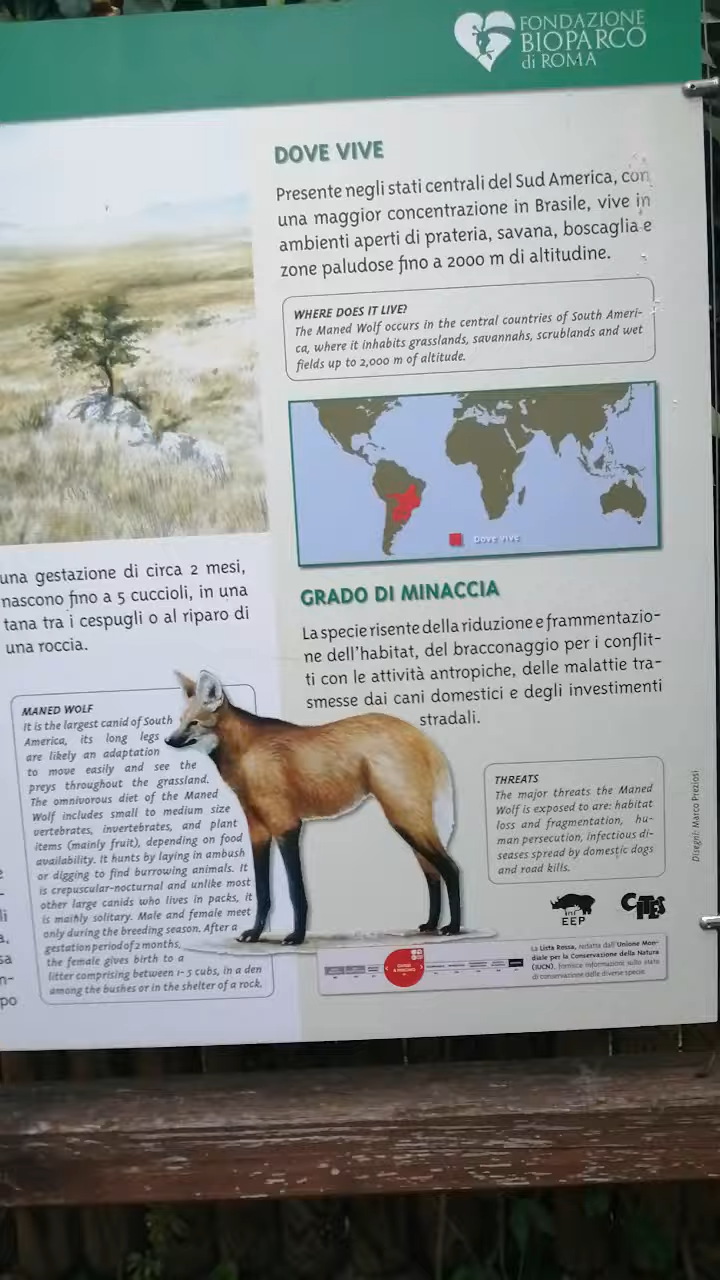 FONDAZIONE
BIOPARCO
di ROMA
DOVE VIVE
Presente negli stati centrali del Sud America, con
una maggior concentrazione in Brasile, vive in
ambienti aperti di prateria, savana, boscaglia e
zone paludose fino a 2000 m di altitudine.
WHERE DOES IT LIVE?
The Maned Wolf occurs in the central countries of South Ameri-
ca, where it inhabits grasslands, savannahs, scrublands and wet
fields up to 2,000 m of altitude.
Dove vive
una gestazione di circa 2 mesi,
nascono fino a 5 cuccioli, in una
tana tra i cespugli o al riparo di
una roccia.
GRADO DI MINACCIA
La specie risente della riduzione e frammentazio-
ne dell'habitat, del bracconaggio per i conflit-
ti con le attività antropiche, delle malattie tra-
smesse dai cani domestici e degli investimenti
stradali.
MANED WOLF
It is the largest canid of South
America, its long legs
are likely an adaptation
to move easily and see the
preys throughout the grassland.
The omnivorous diet of the Maned
Wolf includes small to medium size
vertebrates, invertebrates, and plant
items (mainly fruit), depending on food
availability. It hunts by laying in ambush
or digging to find burrowing animals. It
is crepuscular-nocturnal and unlike most
other large canids who lives in packs, it
is mainly solitary. Male and female meet
only during the breeding season. After a
gestation period of 2 months,
the female gives birth to a
litter comprising between 1-5 cubs, in a den
among the bushes or in the shelter of a rock.
THREATS
The major threats the Maned
Wolf is exposed to are: habitat
loss and fragmentation, hu-
man persecution, infectious di-
seases spread by domestic dogs
and road kills.
Disegni: Marco Preziosi
EEP
CITES
La Lista Rossa, redatta dall'Unione Mon-
diale per la Conservazione della Natura
(IUCN), fornisce informazioni sullo stato
di conservazione delle diverse specie.